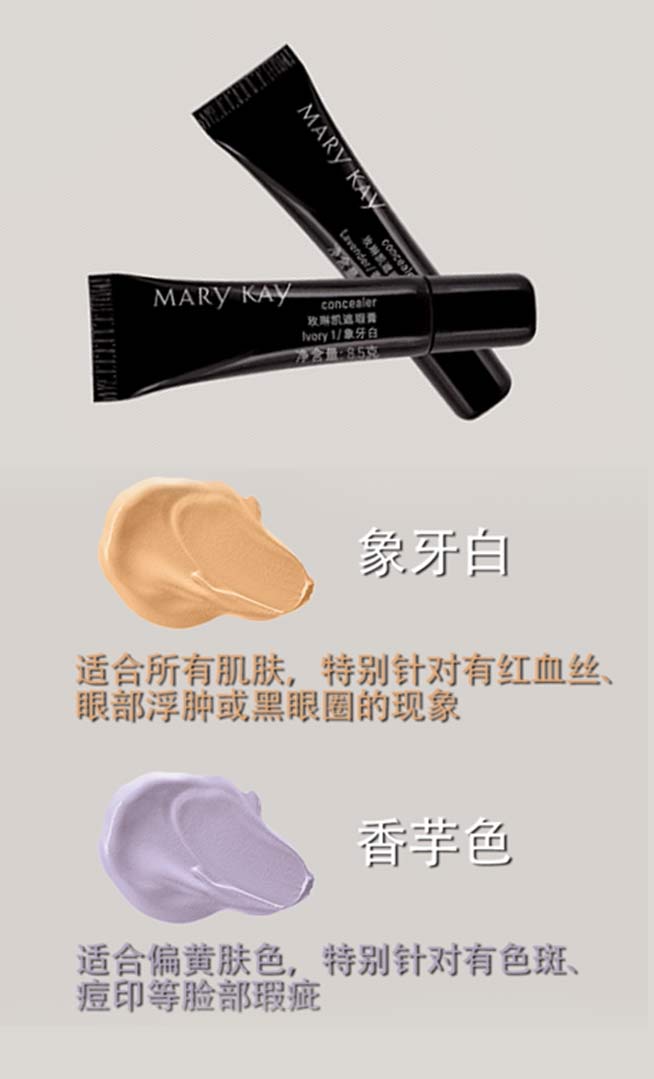 MARY KAY
concealer
玫琳凯遮瑕膏
Lavender/
净含量
MARY KAY
concealer
玫琳凯遮瑕膏
Ivory 1/象牙白
净含量: 8.5克
象牙白
适合所有肌肤，特别针对有红血丝、
眼部浮肿或黑眼圈的现象
香芋色
适合偏黄肤色，特别针对有色斑、
痘印等脸部瑕疵